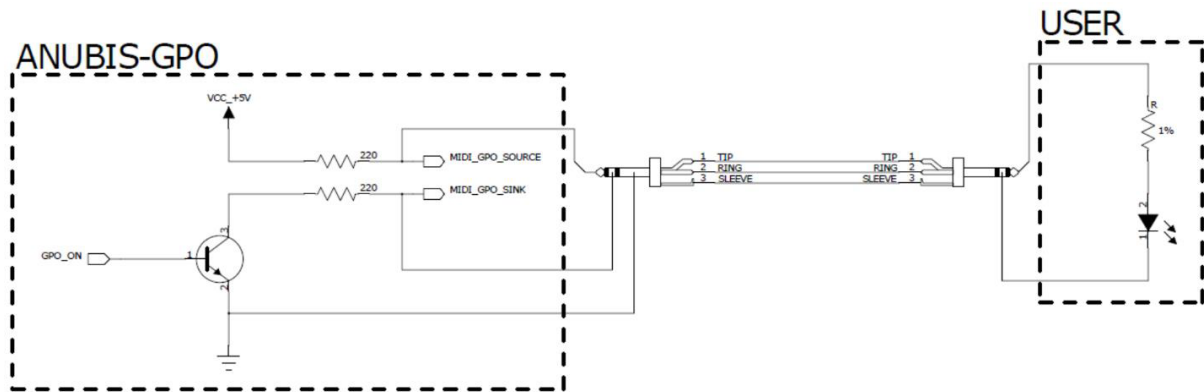 USER
ANUBIS-GPO
VCC_+5V
R
1%
220
MIDI_GPO_SOURCE
1 TIP TIP 1
2 RING RING 2
3 SLEEVE SLEEVE 3
220
MIDI_GPO_SINK
3
2
GPO_ON
1
1
2